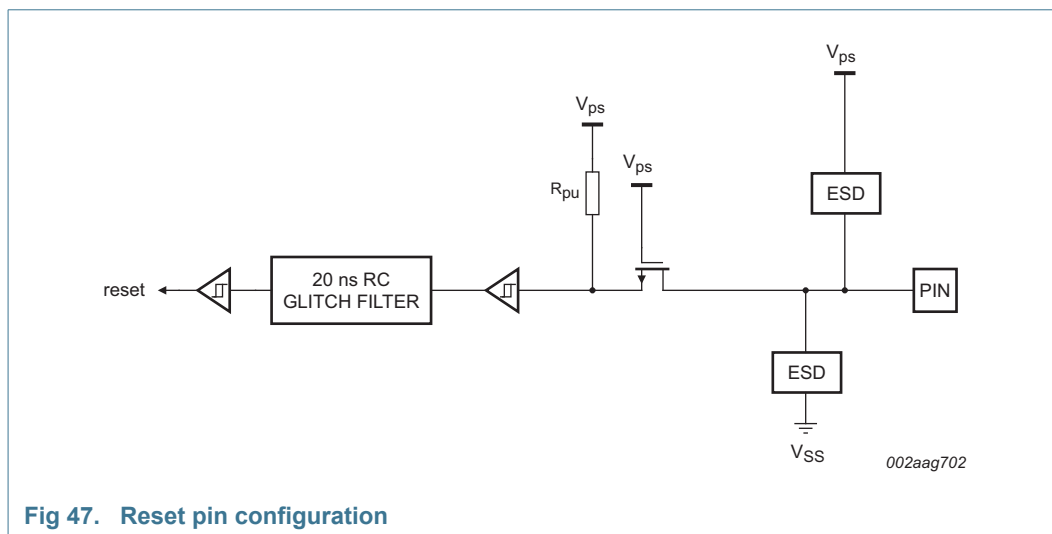 Vps
Vps
Vps
Rpu
ESD
reset
20 ns RC
GLITCH FILTER
PIN
ESD
VSS
002aag702
Fig 47. Reset pin configuration